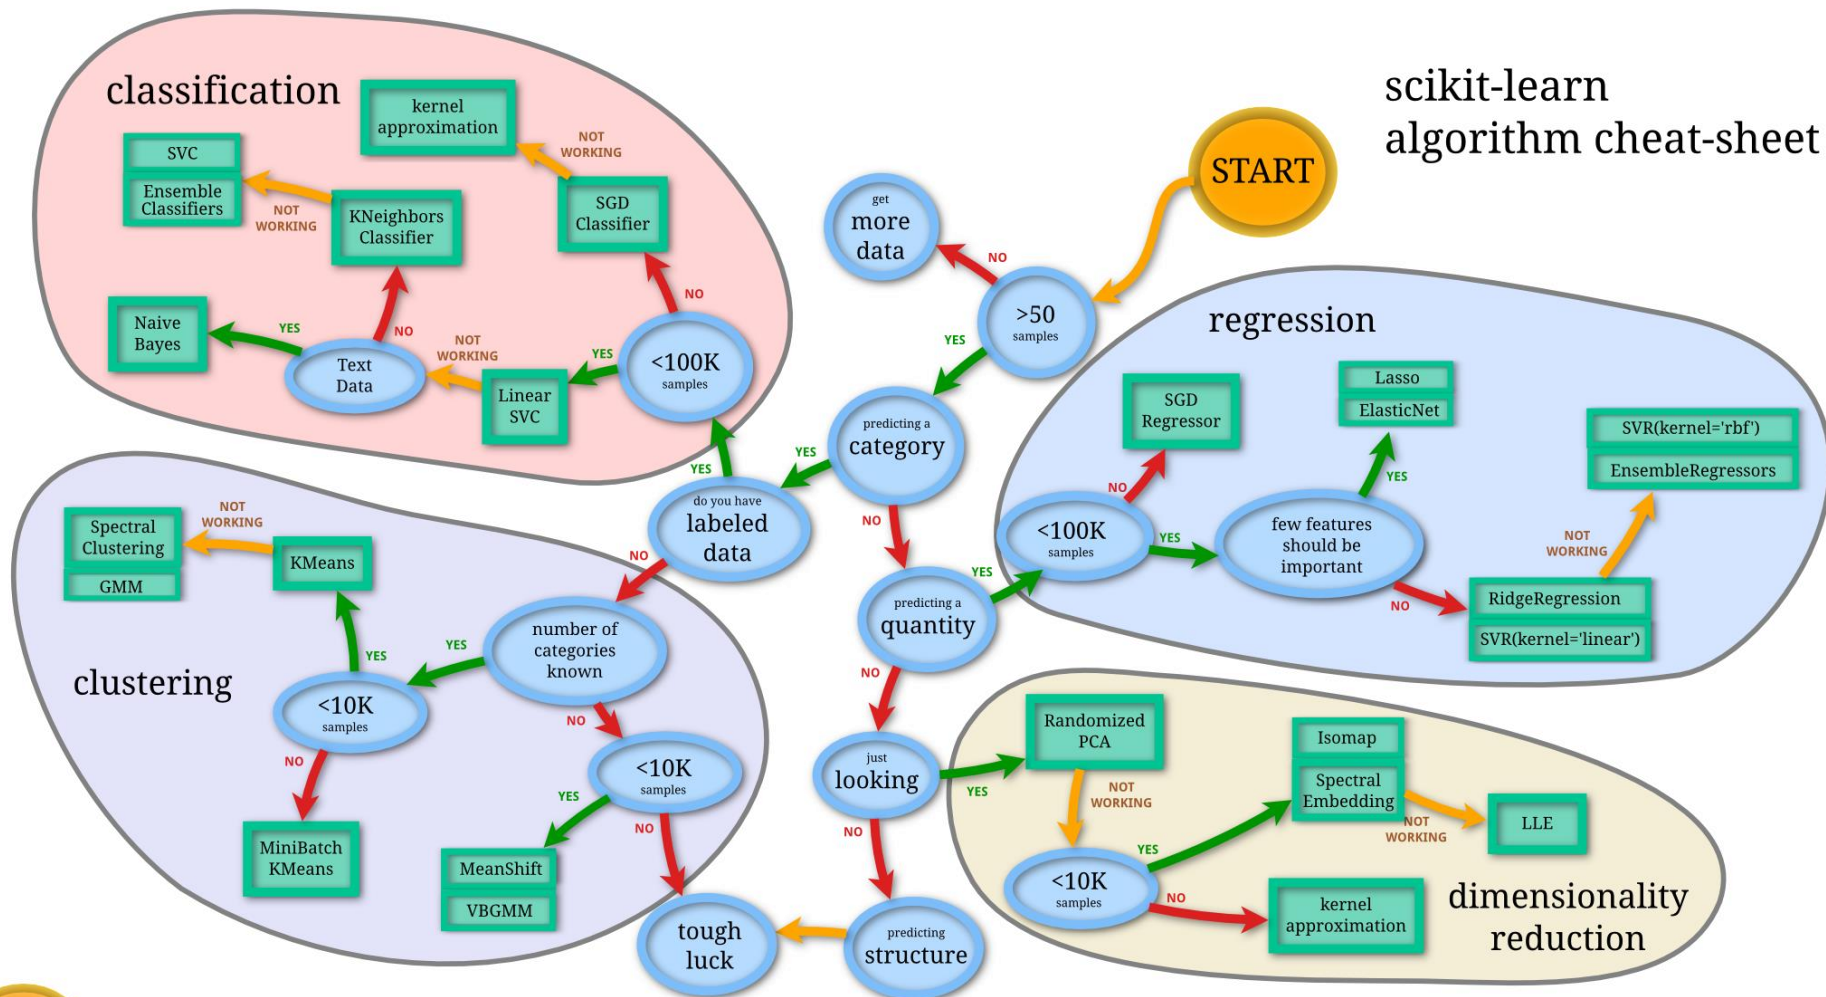 scikit-learn
algorithm cheat-sheet
START
classification
kernel
approximation
NOT
WORKING
SVC
Ensemble
Classifiers
NOT
WORKING
KNeighbors
Classifier
SGD
Classifier
NO
Naive
Bayes
YES
NO
Text
Data
NOT
WORKING
Linear
SVC
YES
<100K
samples
YES
get
more
data
NO
>50
samples
YES
predicting a
category
YES
NO
do you have
labeled
data
NO
predicting a
quantity
YES
NO
just
looking
YES
NO
predicting
structure
tough
luck
regression
SGD
Regressor
NO
<100K
samples
YES
Lasso
ElasticNet
YES
few features
should be
important
NO
SVR(kernel='rbf')
EnsembleRegressors
NOT
WORKING
RidgeRegression
SVR(kernel='linear')
clustering
Spectral
Clustering
GMM
NOT
WORKING
KMeans
YES
number of
categories
known
YES
NO
<10K
samples
NO
MiniBatch
KMeans
<10K
samples
YES
NO
MeanShift
VBGMM
dimensionality
reduction
Randomized
PCA
NOT
WORKING
<10K
samples
YES
NO
Isomap
Spectral
Embedding
NOT
WORKING
LLE
kernel
approximation